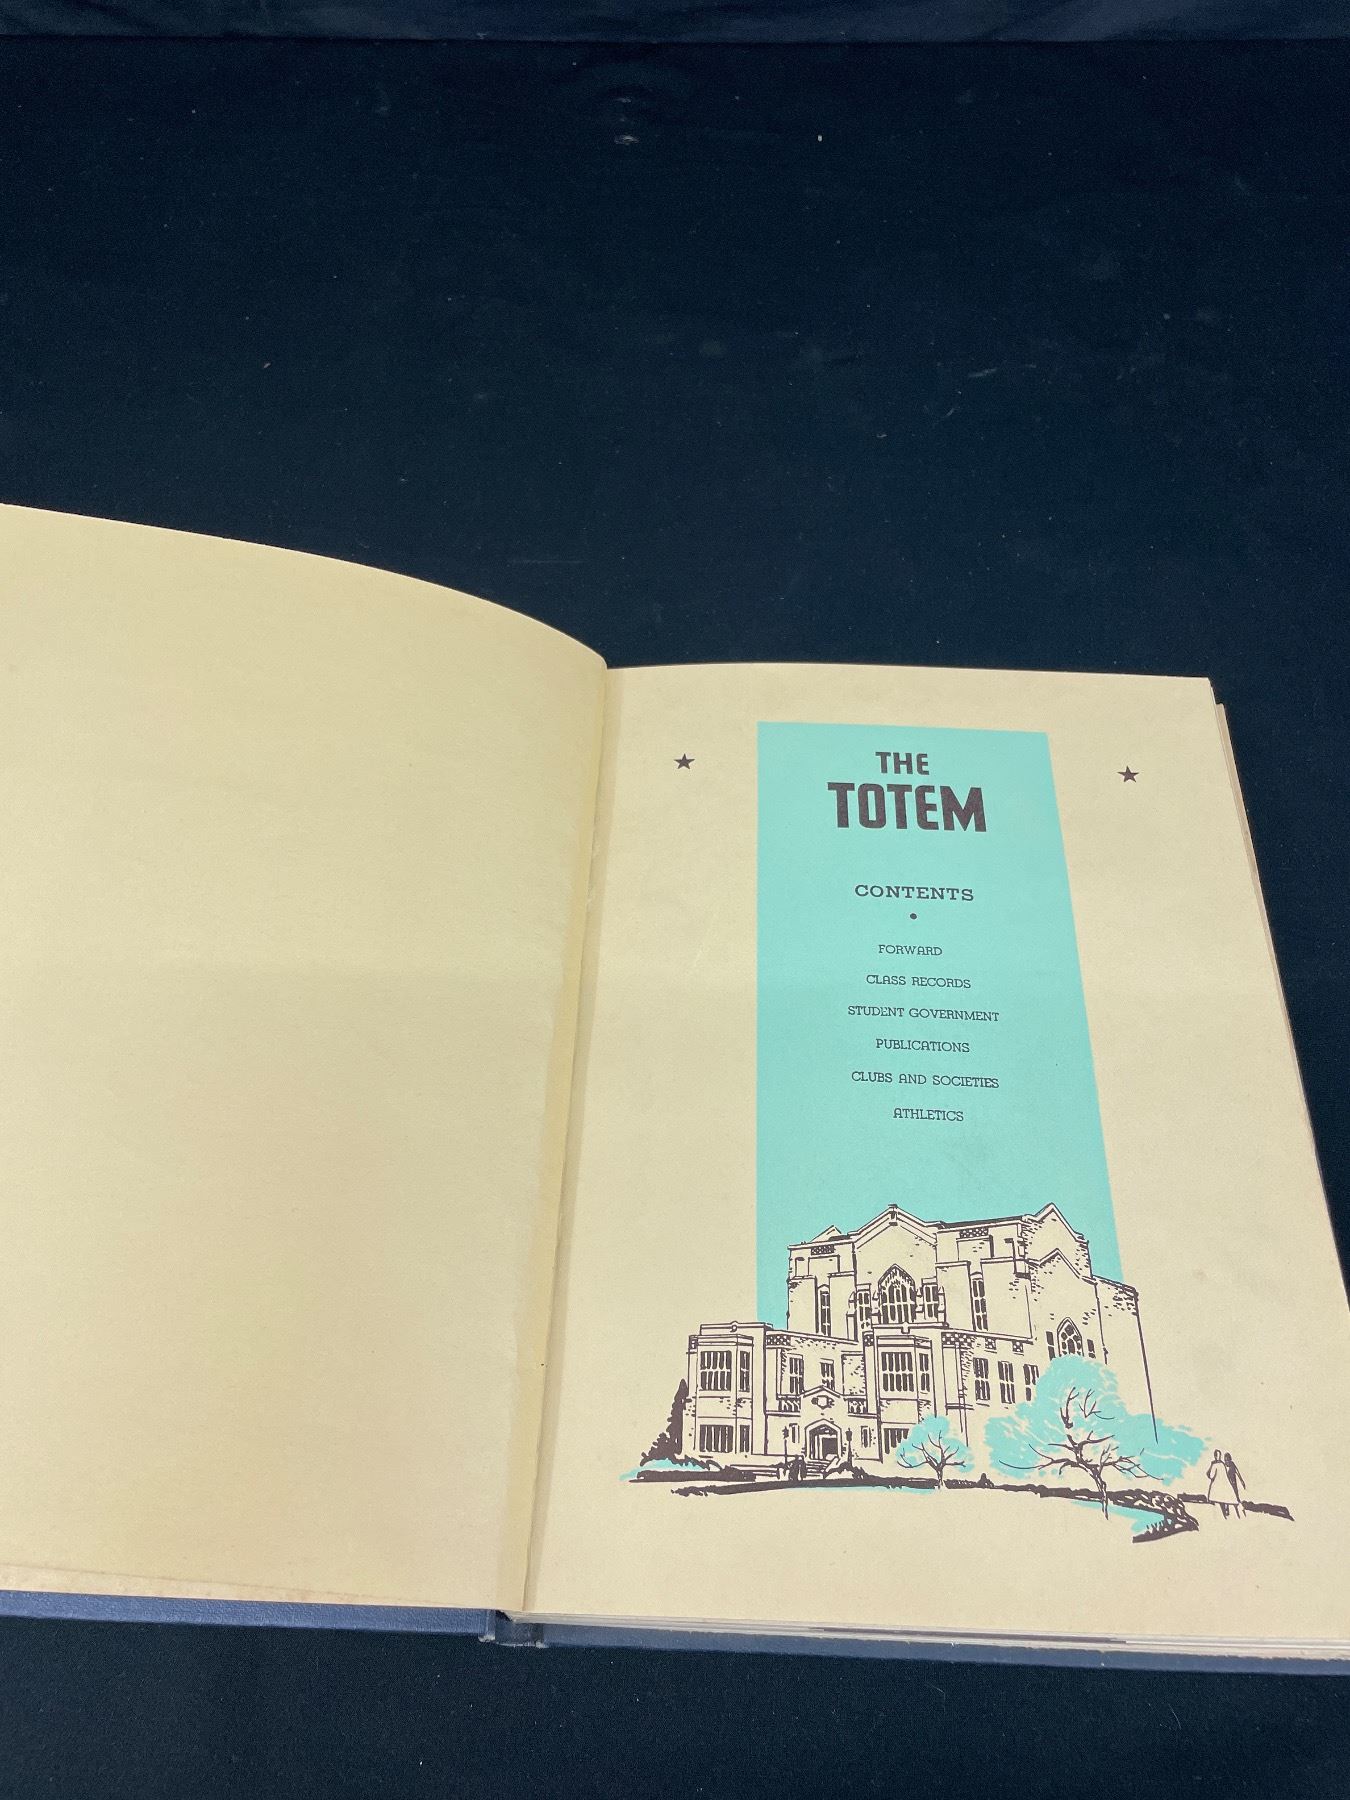 THE
TOTEM
CONTENTS
FORWARD
CLASS RECORDS
STUDENT GOVERNMENT
PUBLICATIONS
CLUBS AND SOCIETIES
ATHLETICS